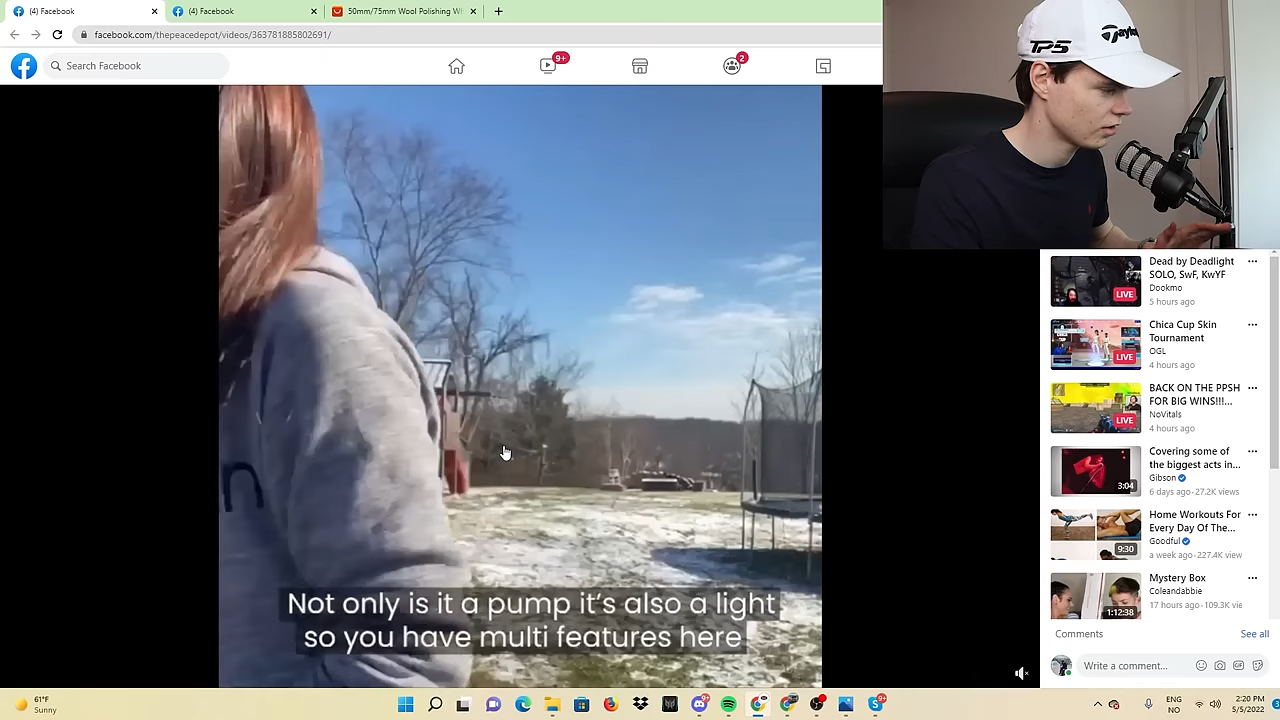 (4) Facebook
(4) Facebook
50mm/75mm Wool Polishing Wh
facebook.com/thepeacedepot/videos/363781885802691/
Search Facebook
9+
2
TP5
Not only is it a pump it's also a light
so you have multi features here
Dead by Deadlight
SOLO, SwF, KwYF
Dookmo
5 hours ago
LIVE
Chica Cup Skin
Tournament
OGL
4 hours ago
LIVE
BACK ON THE PPSH
FOR BIG WINS!!!...
NoVitals
4 hours ago
LIVE
Covering some of
the biggest acts in...
Gibson
6 days ago · 27.2K views
3:04
Home Workouts For
Every Day Of The...
Goodful
a week ago · 227.4K views
9:30
Mystery Box
Coleandabbie
17 hours ago · 109.3K vie
1:12:38
Comments
See all
Write a comment...
61°F
Sunny
9+
9+
ENG
NO
2:20 PM
5/5/2022